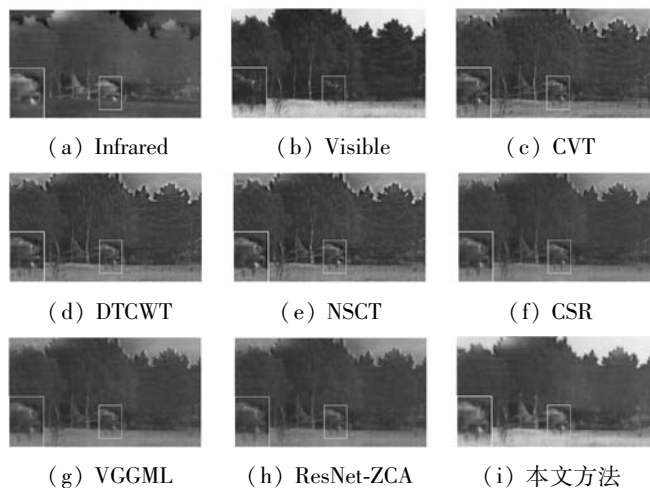 (a) Infrared (b) Visible (c) CVT
(d) DTCWT (e) NSCT (f) CSR
(g) VGGML (h) ResNet-ZCA (i) 本文方法